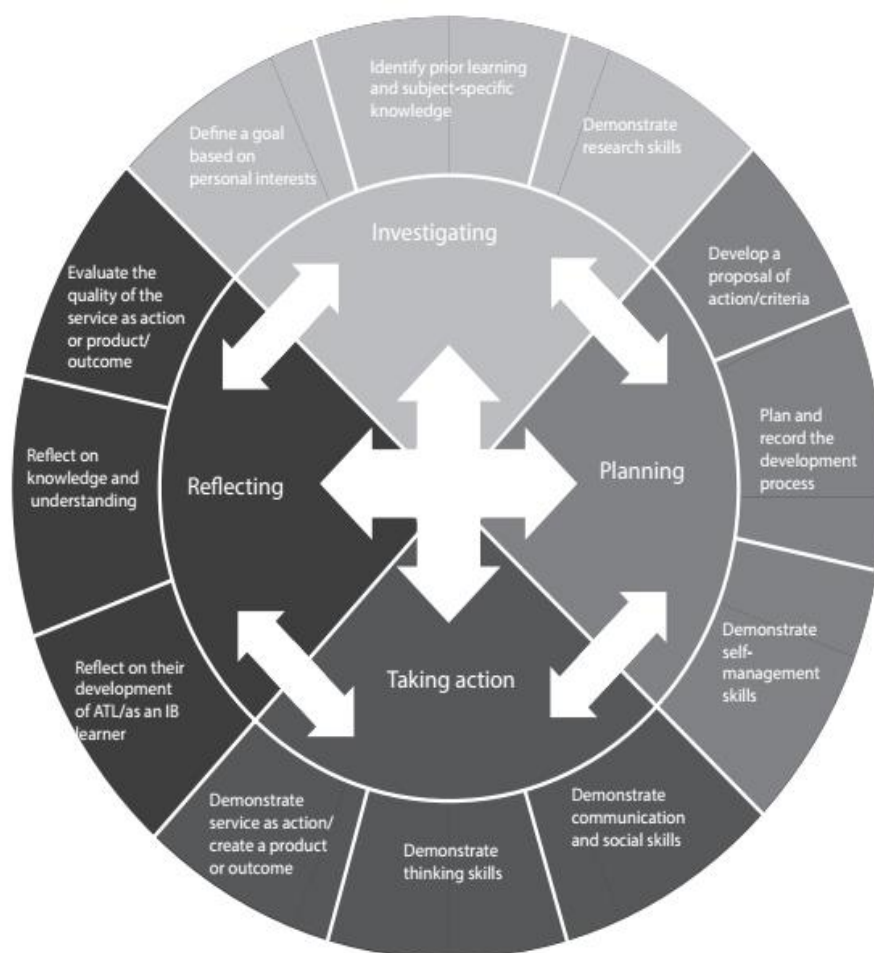 Identify prior learning
and subject-specific
knowledge
Define a goal
based on
personal interests
Demonstrate
research skills
Investigating
Evaluate the
quality of the
service as action
or product/
outcome
Develop a
proposal of
action/criteria
Reflect on
knowledge and
understanding
Reflecting
Planning
Plan and
record the
development
process
Reflect on their
development
of ATL/as an IB
learner
Taking action
Demonstrate
self-
management
skills
Demonstrate
service as action/
create a product
or outcome
Demonstrate
thinking skills
Demonstrate
communication
and social skills